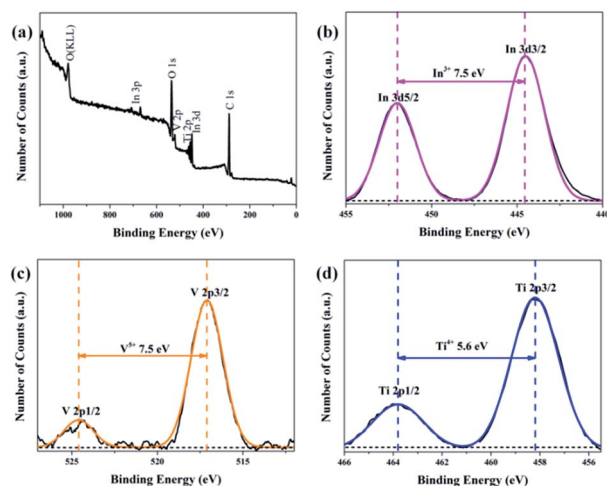 (a)
O(KLL)
In 3p
O 1s
V 2p
Ti 2p
In 3d
C 1s
Number of Counts (a.u.)
1000 800 600 400 200 0
Binding Energy (eV)
(b)
In 3d3/2
In³⁺ 7.5 eV
In 3d5/2
Number of Counts (a.u.)
455 450 445 440
Binding Energy (eV)
(c)
V 2p3/2
V⁵⁺ 7.5 eV
V 2p1/2
Number of Counts (a.u.)
525 520 515
Binding Energy (eV)
(d)
Ti 2p3/2
Ti⁴⁺ 5.6 eV
Ti 2p1/2
Number of Counts (a.u.)
466 464 462 460 458 456
Binding Energy (eV)